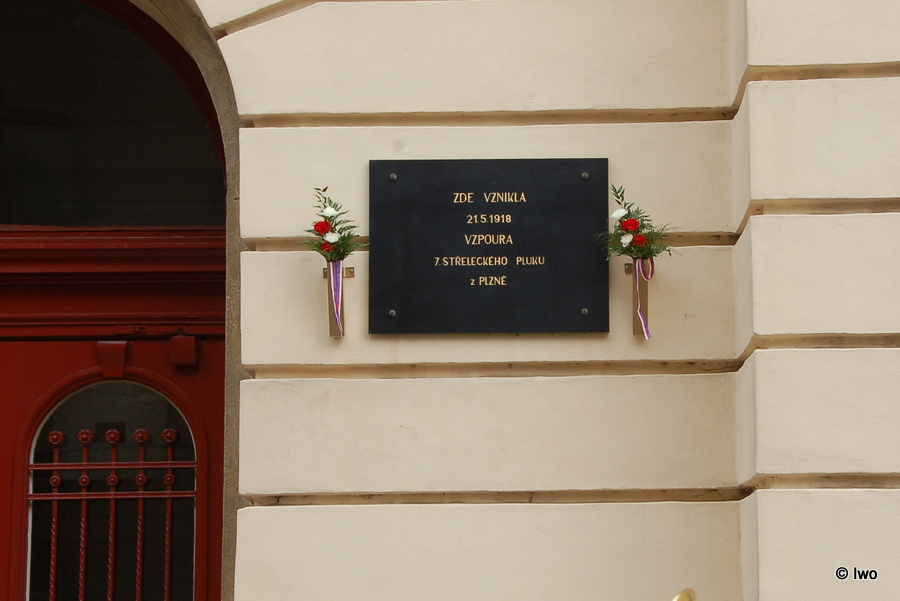 ZDE VZNIKLA
21.5.1918
VZPOURA
7. STŘELECKÉHO PLUKU
z PLZNĚ
© Iwo